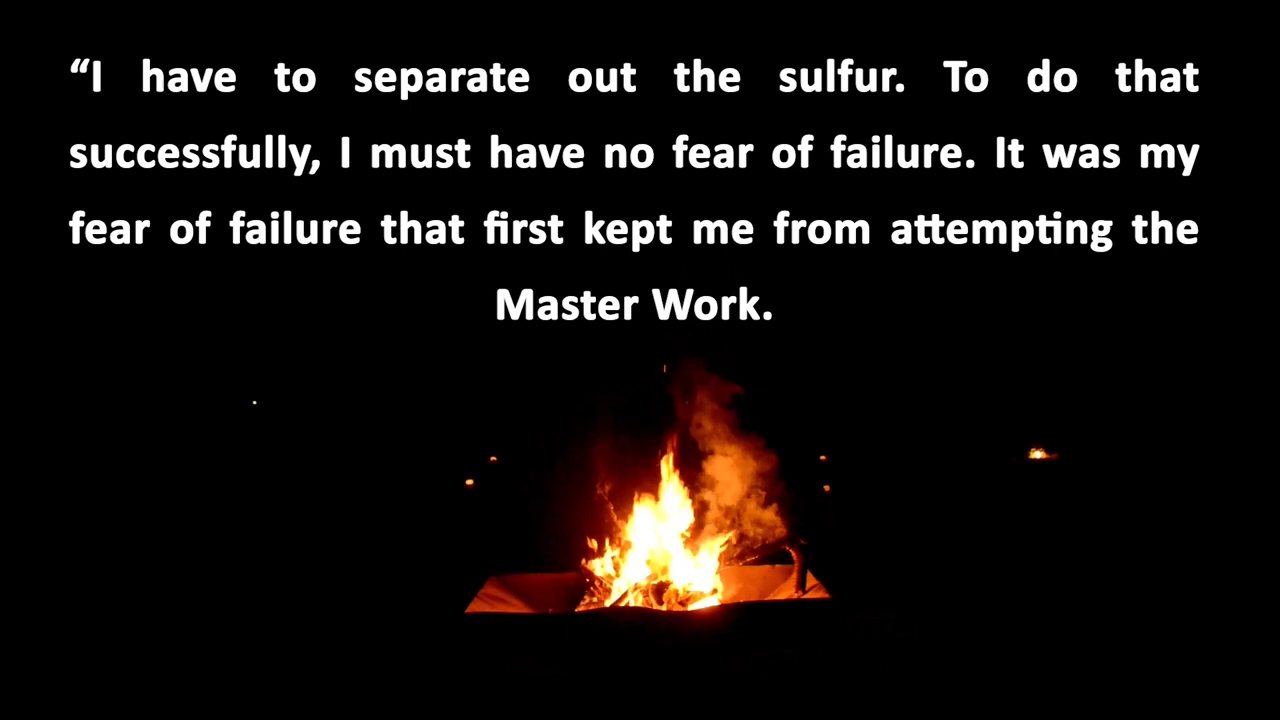 “I have to separate out the sulfur. To do that
successfully, I must have no fear of failure. It was my
fear of failure that first kept me from attempting the
Master Work.